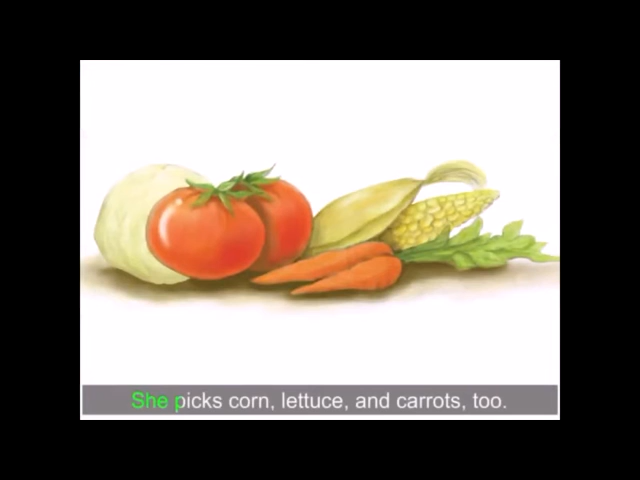 She picks corn, lettuce, and carrots, too.